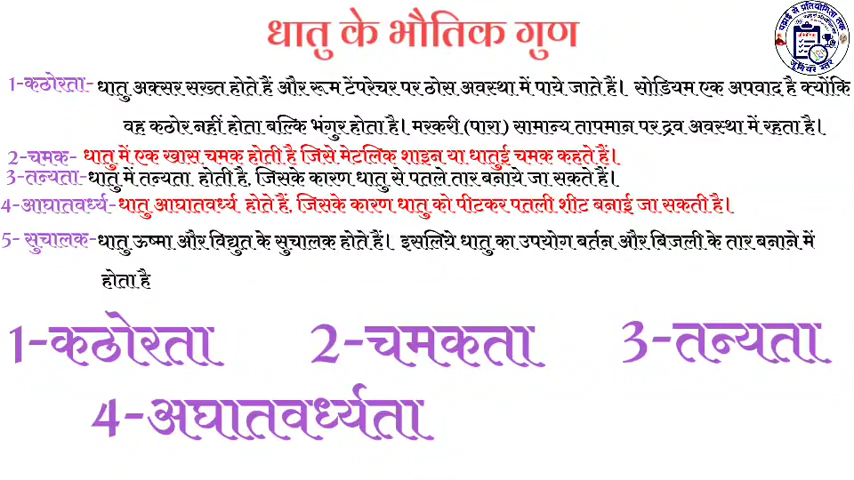 धातु के भौतिक गुण
1-कठोरता- धातु अक्सर सख्त होते हैं और रूम टेंपरेचर पर ठोस अवस्था में पाये जाते हैं। सोडियम एक अपवाद है क्योंकि
वह कठोर नहीं होता बल्कि भंगुर होता है। मरकरी (पारा) सामान्य तापमान पर द्रव अवस्था में रहता है।
2-चमक- धातु में एक खास चमक होती है जिसे मेटलिक शाइन या धातुई चमक कहते हैं।
3-तन्यता-धातु में तन्यता होती है, जिसके कारण धातु से पतले तार बनाये जा सकते हैं।
4-आघातवर्ध्य-धातु आघातवर्ध्य होते हैं, जिसके कारण धातु को पीटकर पतली शीट बनाई जा सकती है।
5- सुचालक-धातु ऊष्मा और विद्युत के सुचालक होते हैं। इसलिये धातु का उपयोग बर्तन और बिजली के तार बनाने में
होता है
1-कठोरता 2-चमकता 3-तन्यता
4-अघातवर्ध्यता